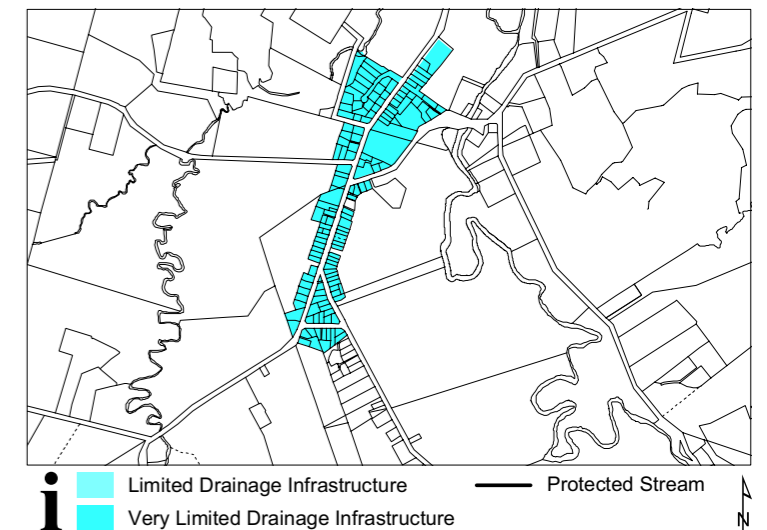 i
Limited Drainage Infrastructure
Protected Stream
Very Limited Drainage Infrastructure
N